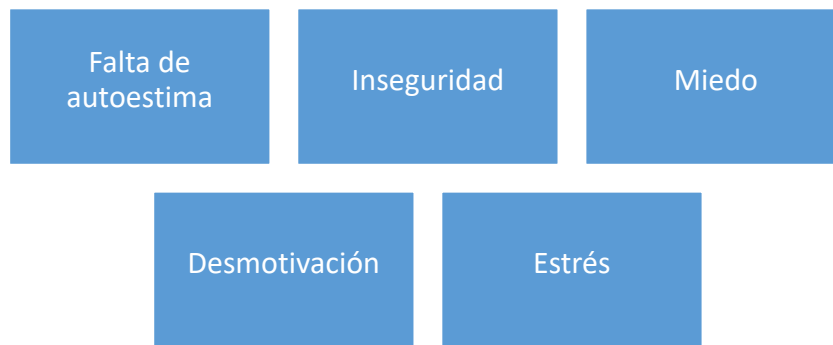 Falta de
autoestima
Inseguridad
Miedo
Desmotivación
Estrés